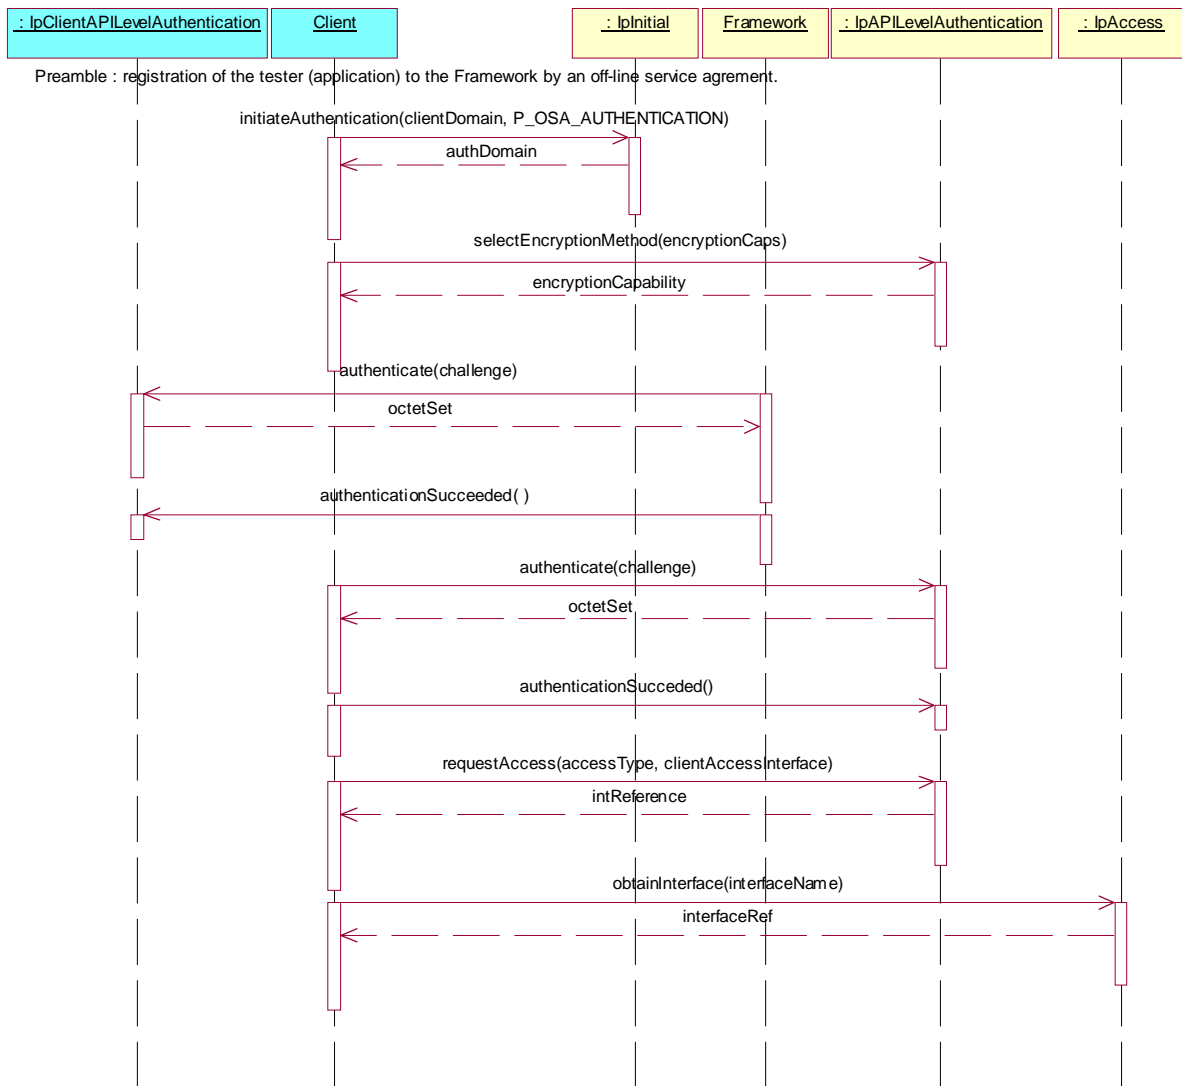 : IpClientAPILevelAuthentication
Client
: IpInitial
Framework
: IpAPILevelAuthentication
: IpAccess
Preamble : registration of the tester (application) to the Framework by an off-line service agrement.
initiateAuthentication(clientDomain, P_OSA_AUTHENTICATION)
authDomain
selectEncryptionMethod(encryptionCaps)
encryptionCapability
authenticate(challenge)
octetSet
authenticationSucceeded( )
authenticate(challenge)
octetSet
authenticationSucceded()
requestAccess(accessType, clientAccessInterface)
intReference
obtainInterface(interfaceName)
interfaceRef